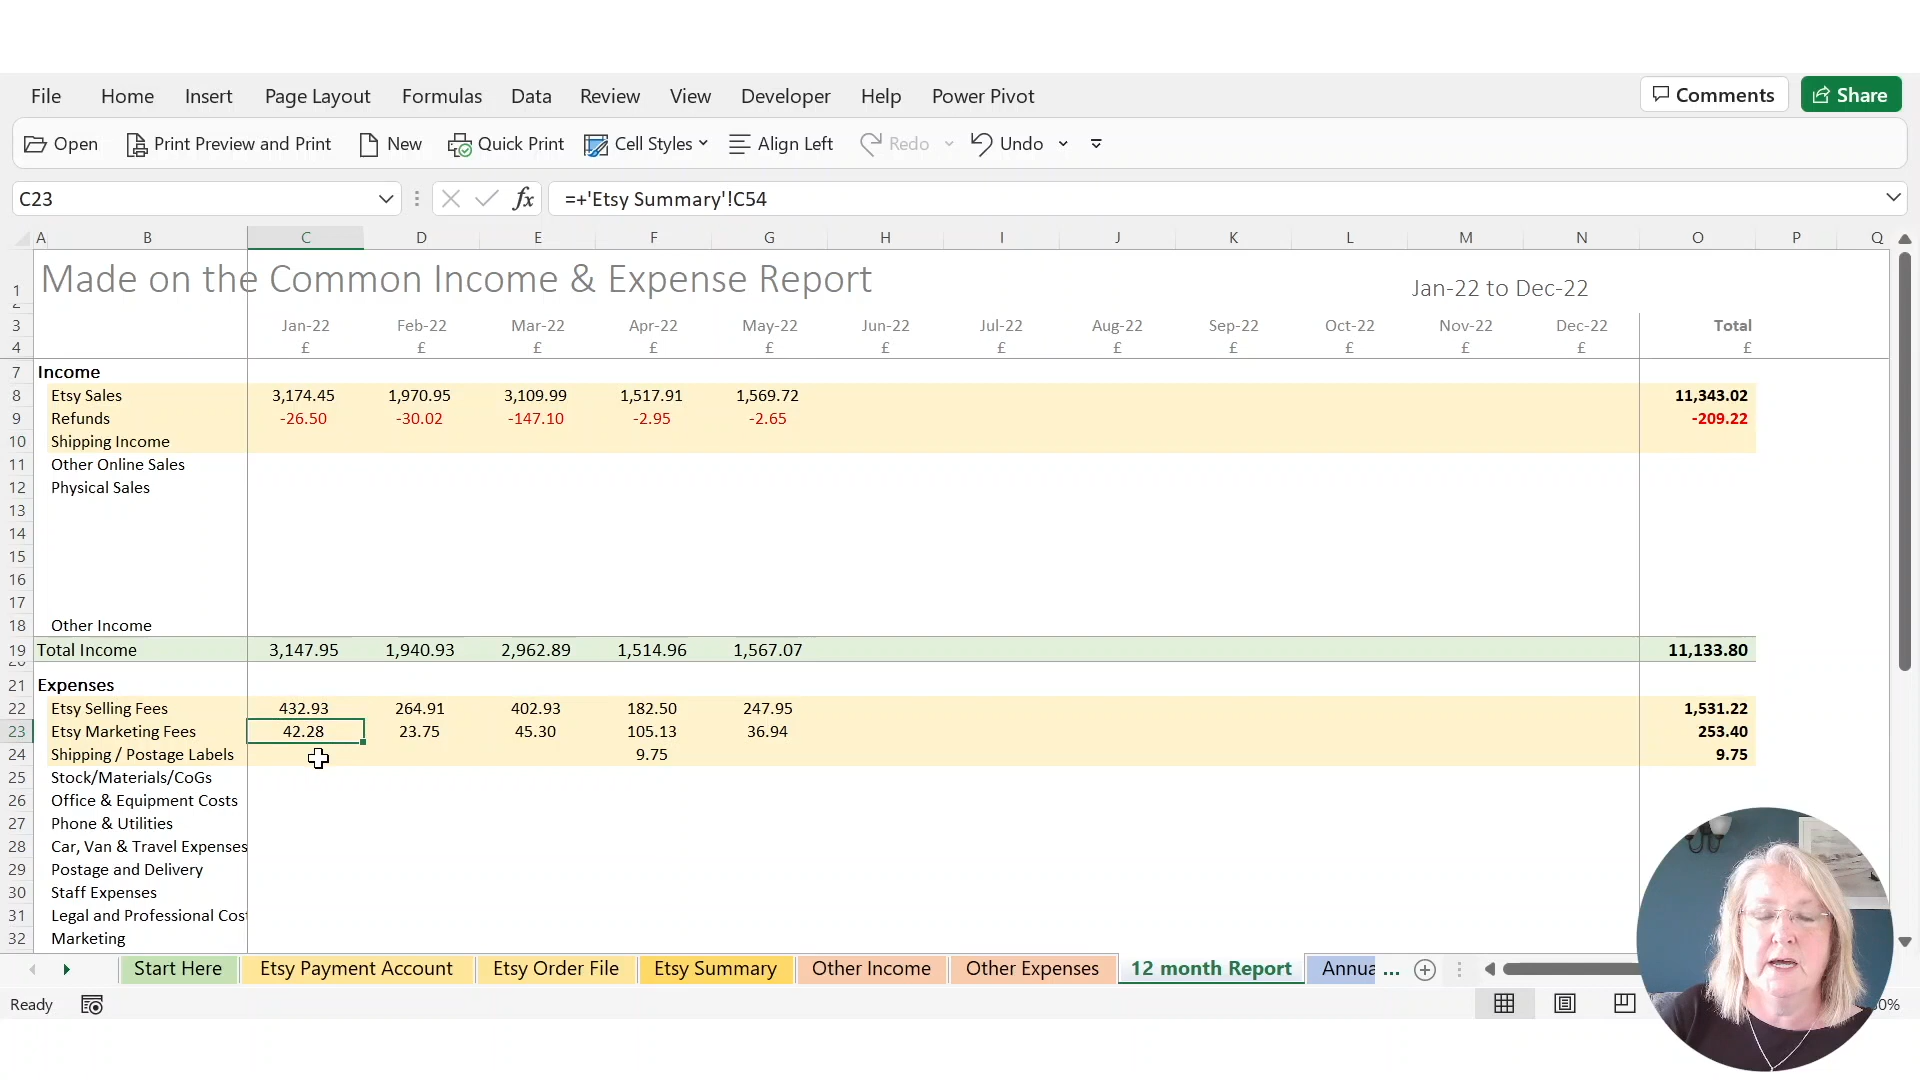 File Home Insert Page Layout Formulas Data Review View Developer Help Power Pivot Comments Share
Open Print Preview and Print New Quick Print Cell Styles Align Left Redo Undo
C23 fx =+'Etsy Summary'!C54
A B C D E F G H I J K L M N O P Q
1 Made on the Common Income & Expense Report Jan-22 to Dec-22
2
3 Jan-22 Feb-22 Mar-22 Apr-22 May-22 Jun-22 Jul-22 Aug-22 Sep-22 Oct-22 Nov-22 Dec-22 Total
4 £ £ £ £ £ £ £ £ £ £ £ £ £
7 Income
8 Etsy Sales 3,174.45 1,970.95 3,109.99 1,517.91 1,569.72 11,343.02
9 Refunds -26.50 -30.02 -147.10 -2.95 -2.65 -209.22
10 Shipping Income
11 Other Online Sales
12 Physical Sales
13
14
15
16
17
18 Other Income
19 Total Income 3,147.95 1,940.93 2,962.89 1,514.96 1,567.07 11,133.80
20
21 Expenses
22 Etsy Selling Fees 432.93 264.91 402.93 182.50 247.95 1,531.22
23 Etsy Marketing Fees 42.28 23.75 45.30 105.13 36.94 253.40
24 Shipping / Postage Labels 9.75 9.75
25 Stock/Materials/CoGs
26 Office & Equipment Costs
27 Phone & Utilities
28 Car, Van & Travel Expenses
29 Postage and Delivery
30 Staff Expenses
31 Legal and Professional Cos
32 Marketing
Start Here Etsy Payment Account Etsy Order File Etsy Summary Other Income Other Expenses 12 month Report Annua ...
Ready 0%